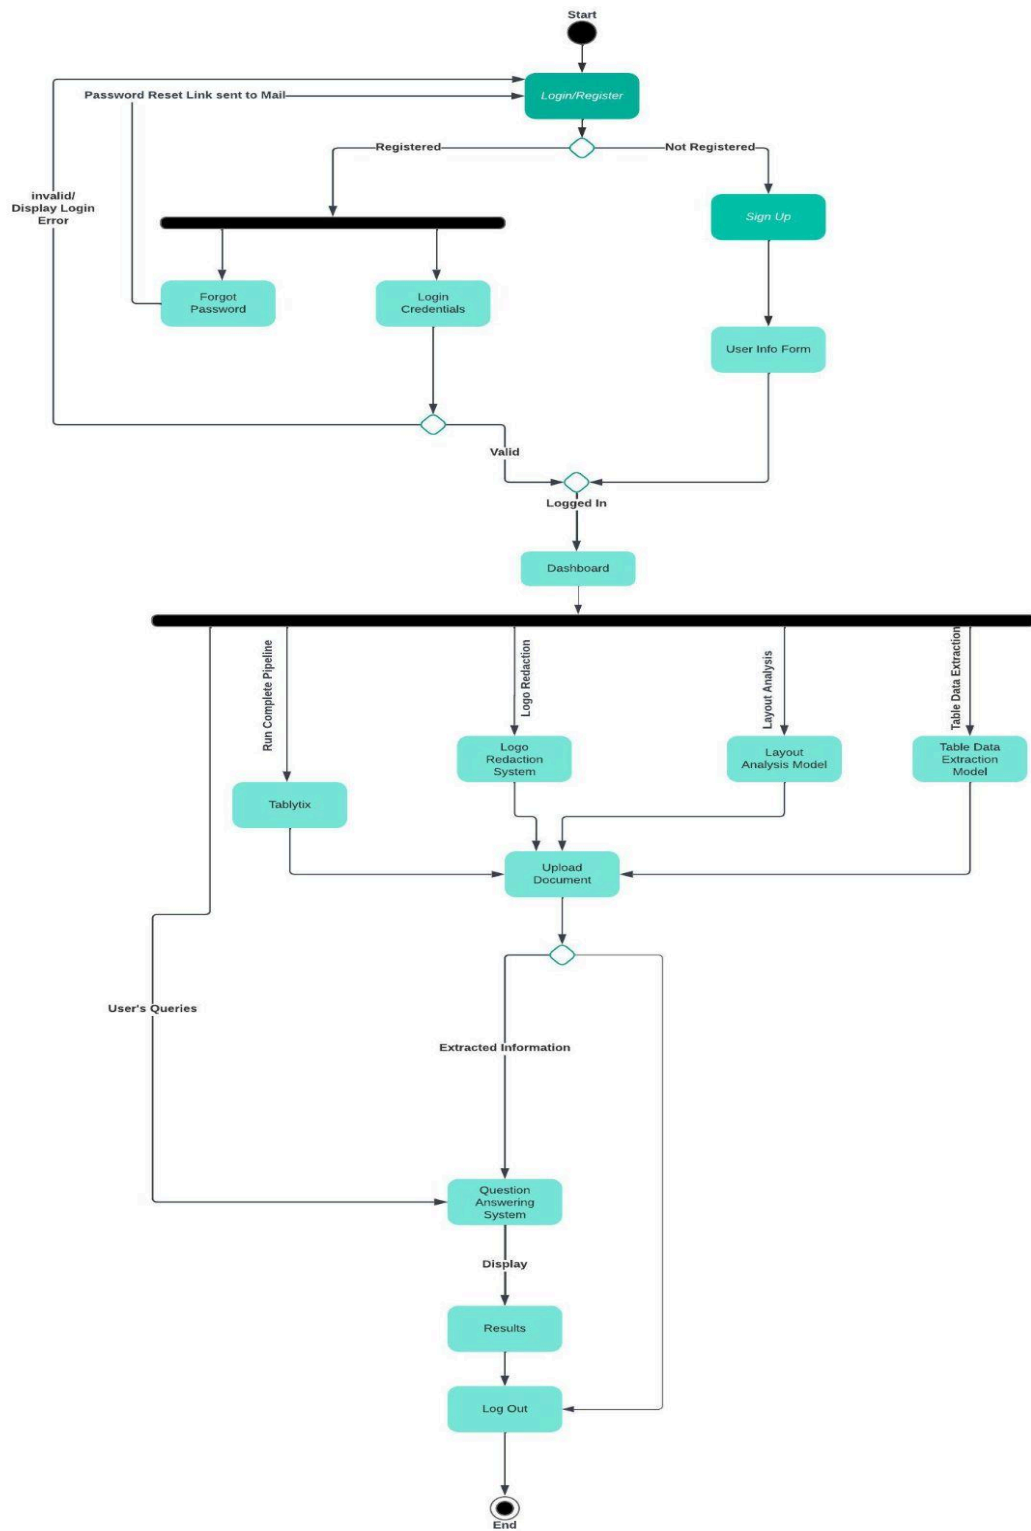 Start
Login/Register
Password Reset Link sent to Mail
Registered
Not Registered
invalid/
Display Login
Error
Sign Up
Forgot
Password
Login
Credentials
User Info Form
Valid
Logged In
Dashboard
Run Complete Pipeline
Logo Redaction
Layout Analysis
Table Data Extraction
Logo
Redaction
System
Layout
Analysis Model
Table Data
Extraction
Model
Tablytix
Upload
Document
User's Queries
Extracted Information
Question
Answering
System
Display
Results
Log Out
End